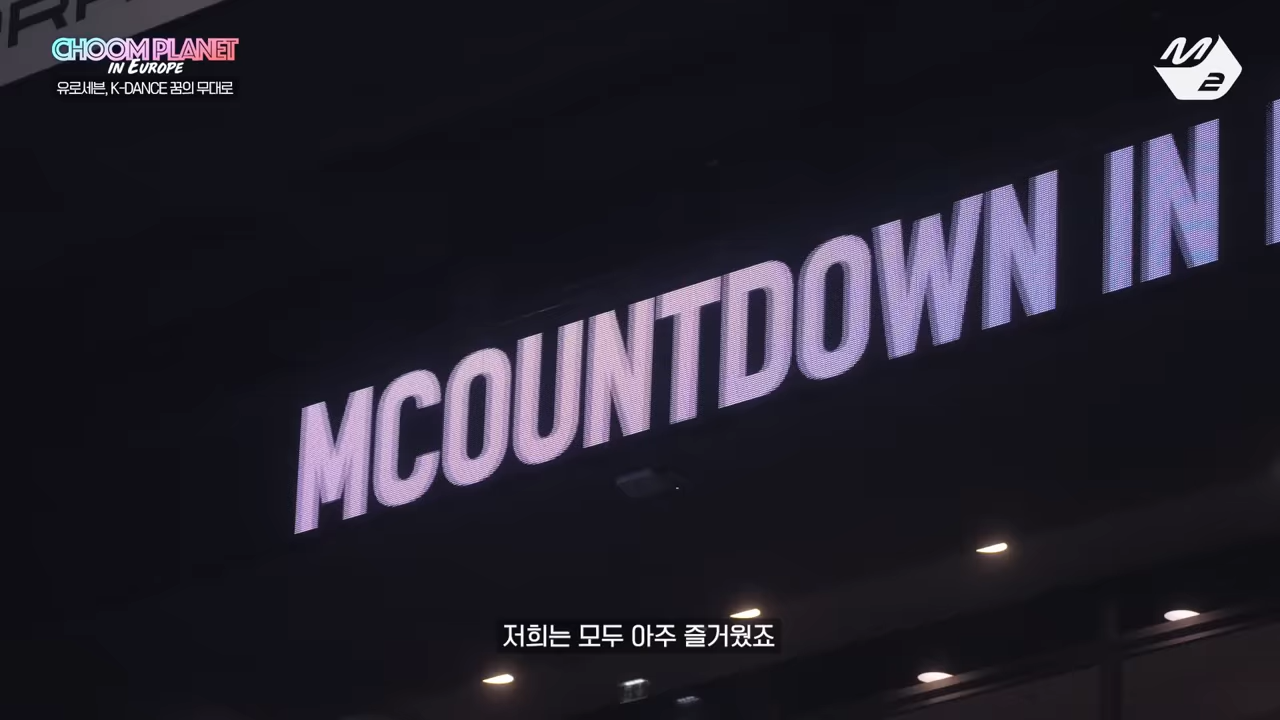 CHOOM PLANET
IN EUROPE
유로세븐, K-DANCE 꿈의 무대로
M2
MCOUNTDOWN IN
저희는 모두 아주 즐거웠죠